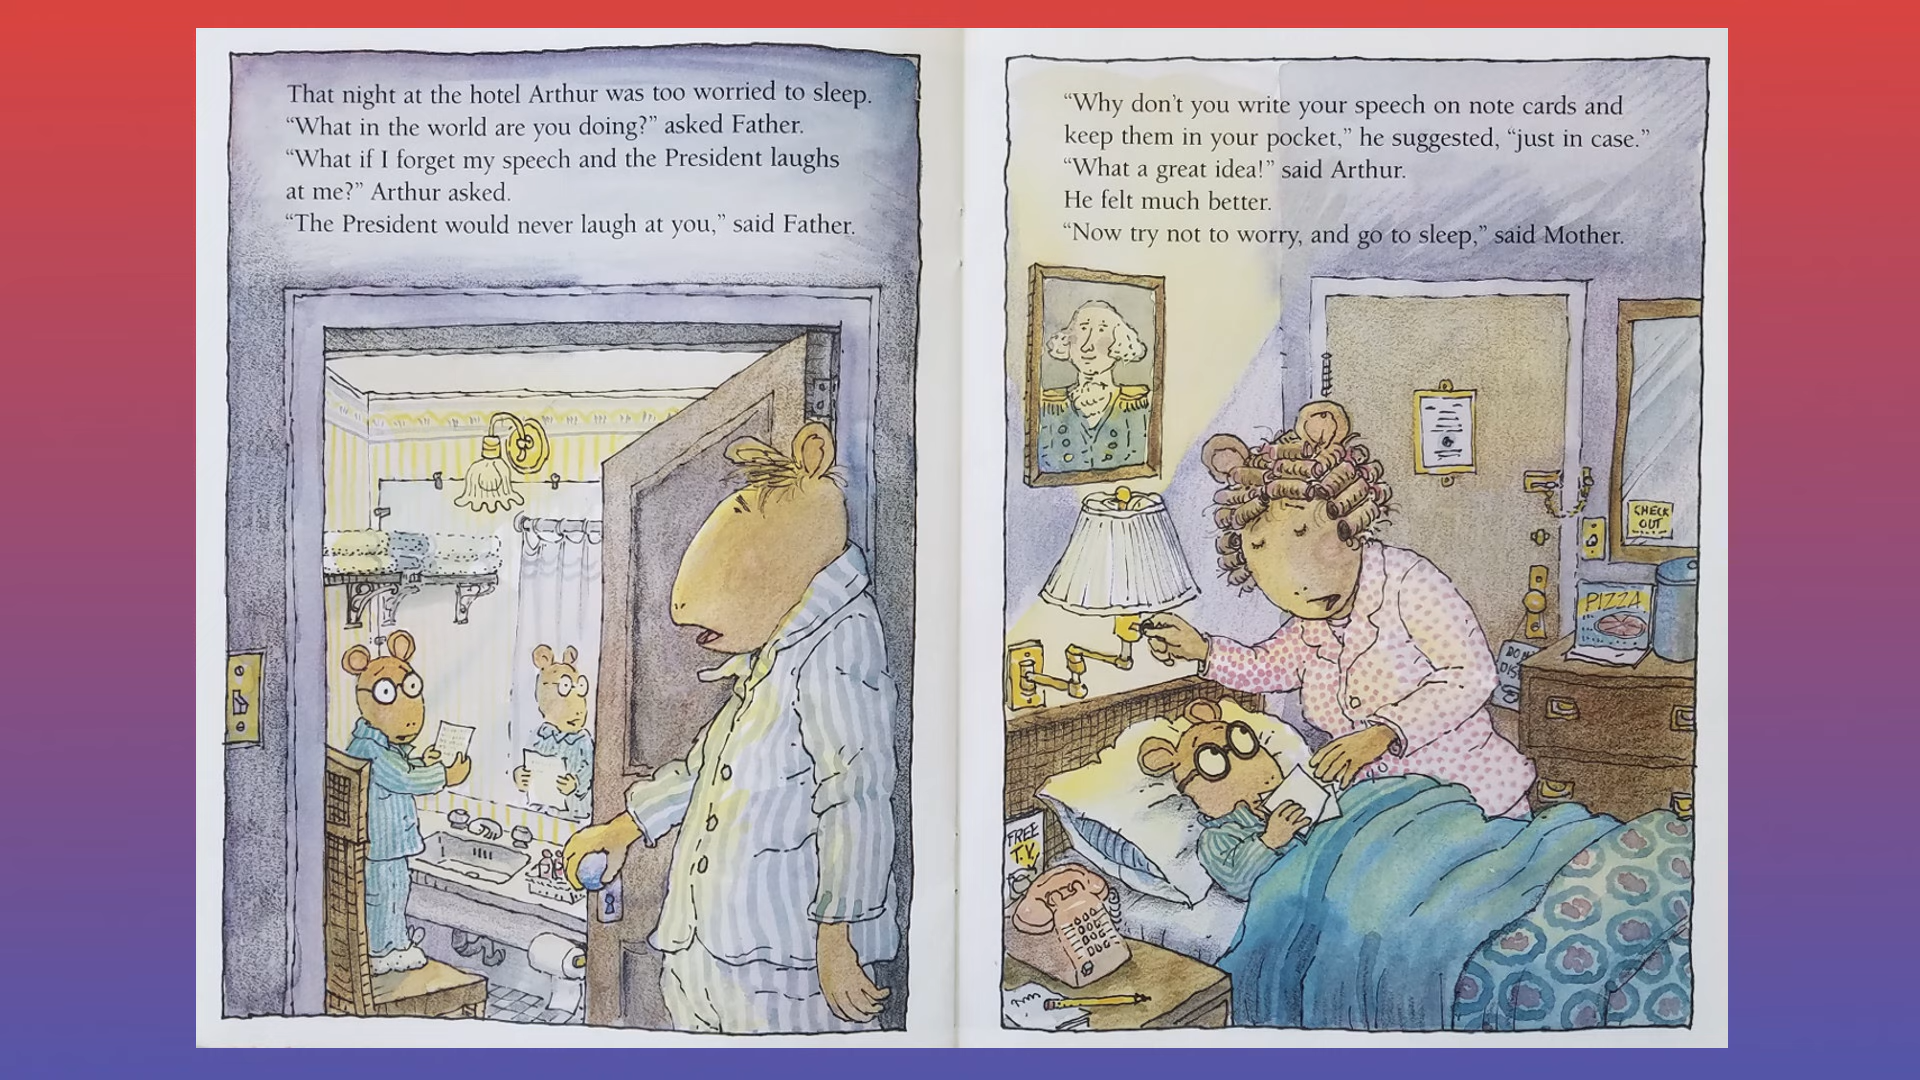 That night at the hotel Arthur was too worried to sleep.
“What in the world are you doing?” asked Father.
“What if I forget my speech and the President laughs
at me?” Arthur asked.
“The President would never laugh at you,” said Father.
“Why don’t you write your speech on note cards and
keep them in your pocket,” he suggested, “just in case.”
“What a great idea!” said Arthur.
He felt much better.
“Now try not to worry, and go to sleep,” said Mother.
CHECK
OUT
PIZZA
FREE
T.V.